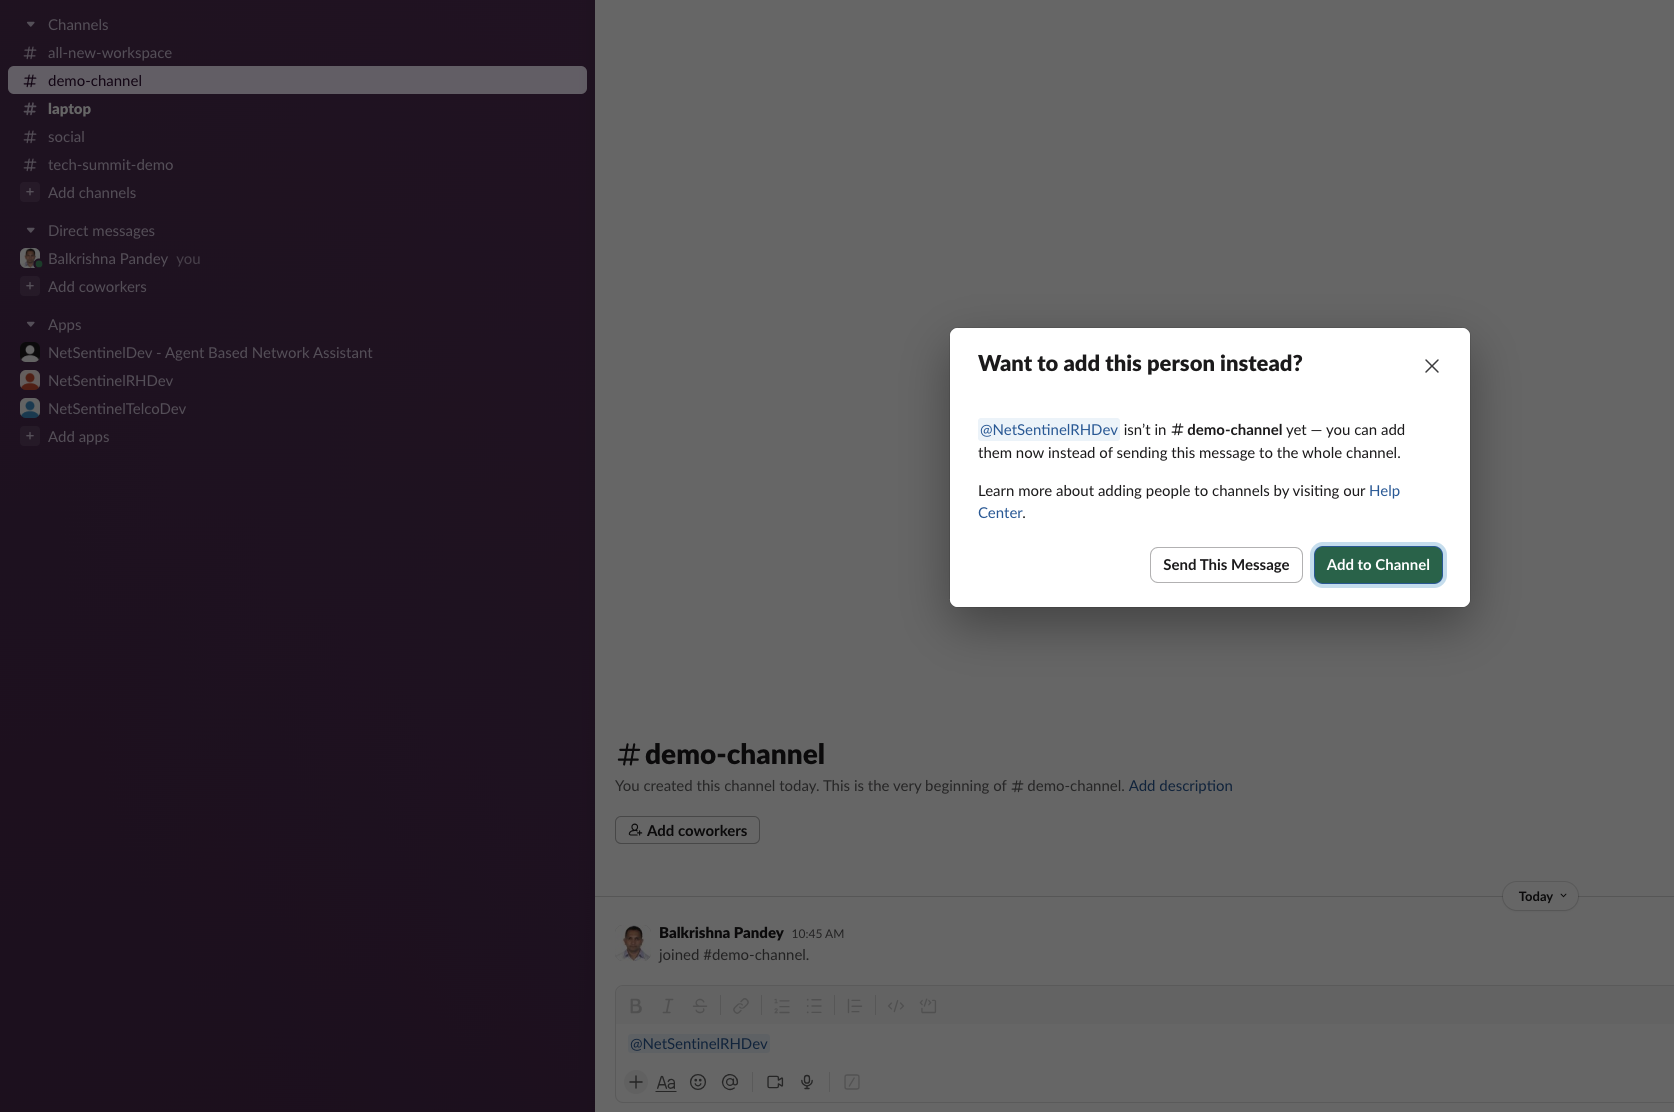 Channels
# all-new-workspace
# demo-channel
# laptop
# social
# tech-summit-demo
+ Add channels
Direct messages
Balkrishna Pandey you
+ Add coworkers
Apps
NetSentinelDev - Agent Based Network Assistant
NetSentinelRHDev
NetSentinelTelcoDev
+ Add apps
Want to add this person instead?
@NetSentinelRHDev isn't in # demo-channel yet — you can add
them now instead of sending this message to the whole channel.
Learn more about adding people to channels by visiting our Help
Center.
Send This Message
Add to Channel
# demo-channel
You created this channel today. This is the very beginning of # demo-channel. Add description
Add coworkers
Today
Balkrishna Pandey 10:45 AM
joined #demo-channel.
B I S
@NetSentinelRHDev
+ Aa @